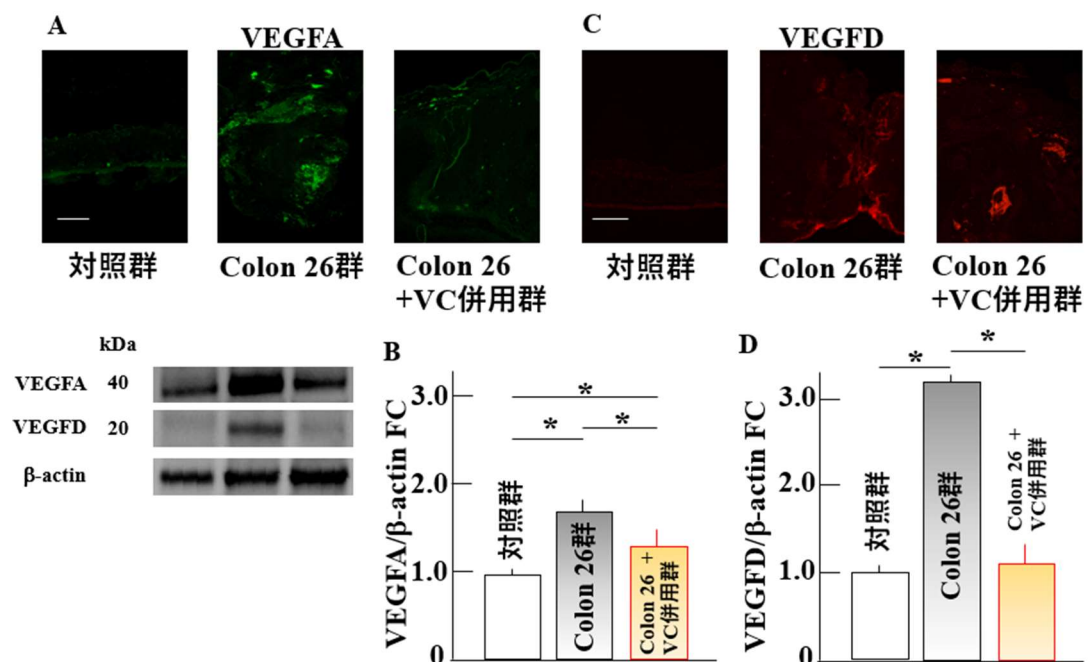 A
VEGFA
対照群
Colon 26群
Colon 26
+VC併用群
C
VEGFD
対照群
Colon 26群
Colon 26
+VC併用群
kDa
VEGFA 40
VEGFD 20
β-actin
B
VEGFA/β-actin FC
3.0
2.0
1.0
0
対照群
Colon 26群
Colon 26 +
VC併用群
*
*
*
D
VEGFD/β-actin FC
3.0
2.0
1.0
0
対照群
Colon 26群
Colon 26 +
VC併用群
*
*